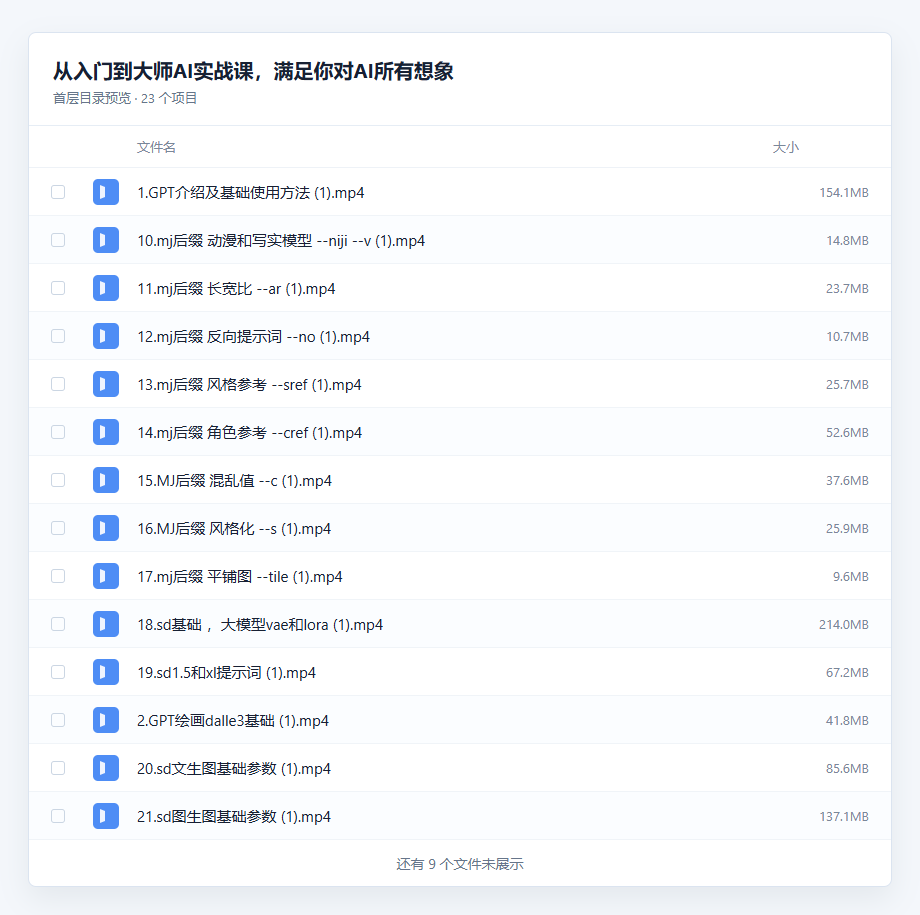 从入门到大师AI实战课，满足你对AI所有想象
首层目录预览 · 23 个项目
文件名 大小
1.GPT介绍及基础使用方法 (1).mp4 154.1MB
10.mj后缀 动漫和写实模型 --niji --v (1).mp4 14.8MB
11.mj后缀 长宽比 --ar (1).mp4 23.7MB
12.mj后缀 反向提示词 --no (1).mp4 10.7MB
13.mj后缀 风格参考 --sref (1).mp4 25.7MB
14.mj后缀 角色参考 --cref (1).mp4 52.6MB
15.MJ后缀 混乱值 --c (1).mp4 37.6MB
16.MJ后缀 风格化 --s (1).mp4 25.9MB
17.mj后缀 平铺图 --tile (1).mp4 9.6MB
18.sd基础 ，大模型vae和lora (1).mp4 214.0MB
19.sd1.5和xl提示词 (1).mp4 67.2MB
2.GPT绘画dalle3基础 (1).mp4 41.8MB
20.sd文生图基础参数 (1).mp4 85.6MB
21.sd图生图基础参数 (1).mp4 137.1MB
还有 9 个文件未展示